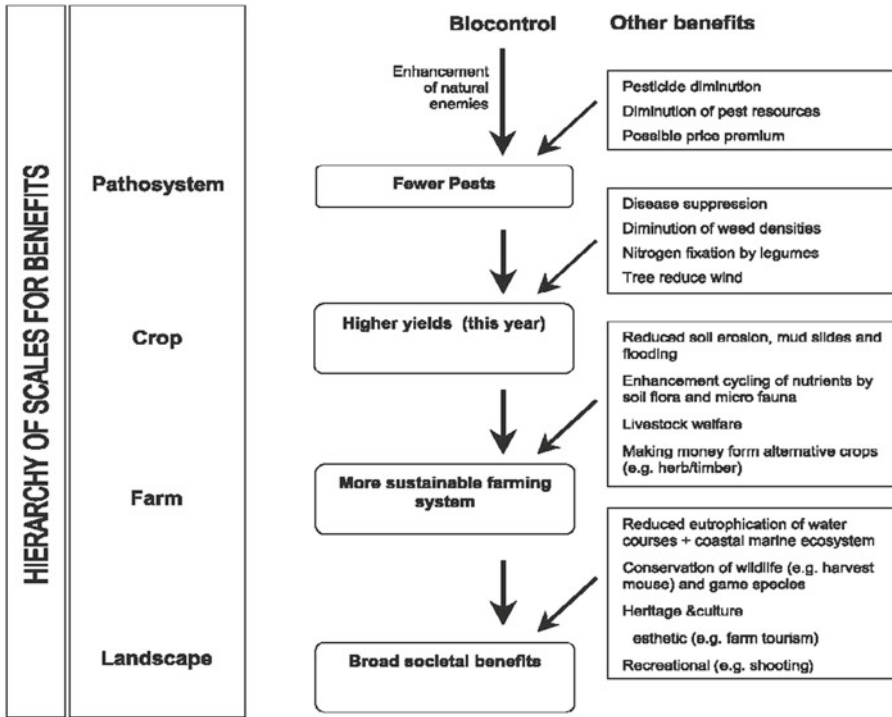 HIERARCHY OF SCALES FOR BENEFITS
Biocontrol
Other benefits
Enhancement
of natural
enemies
Pesticide diminution
Diminution of pest resources
Possible price premium
Pathosystem
Fewer Pests
Disease suppression
Diminution of weed densities
Nitrogen fixation by legumes
Tree reduce wind
Crop
Higher yields (this year)
Reduced soil erosion, mud slides and
flooding
Enhancement cycling of nutrients by
soil flora and micro fauna
Livestock welfare
Making money form alternative crops
(e.g. herb/timber)
Farm
More sustainable farming
system
Reduced eutrophication of water
courses + coastal marine ecosystem
Conservation of wildlife (e.g. harvest
mouse) and game species
Heritage &culture
esthetic (e.g. farm tourism)
Recreational (e.g. shooting)
Landscape
Broad societal benefits